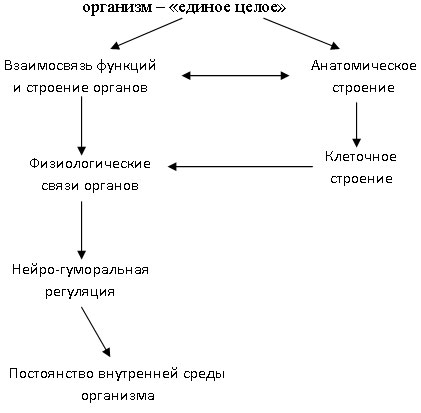 организм – «единое целое»
Взаимосвязь функций
и строение органов
Анатомическое
строение
Физиологические
связи органов
Клеточное
строение
Нейро-гуморальная
регуляция
Постоянство внутренней среды
организма